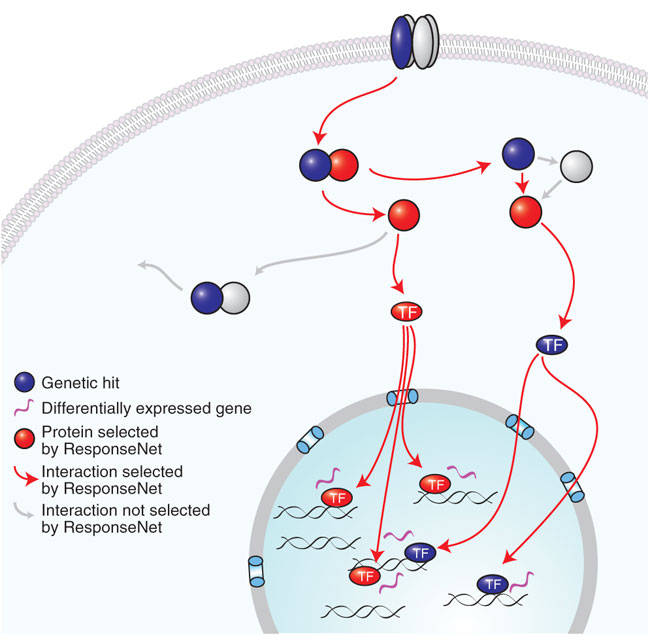 TF
TF
Genetic hit
Differentially expressed gene
Protein selected
by ResponseNet
Interaction selected
by ResponseNet
Interaction not selected
by ResponseNet
TF
TF
TF
TF
TF